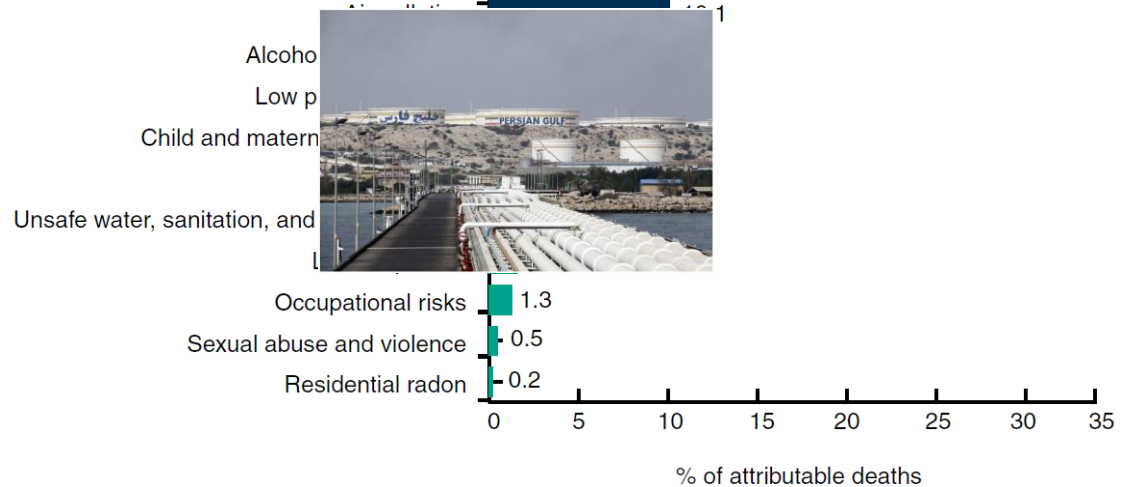 Alcoho
Low p
Child and matern
خليج فارس
PERSIAN GULF
Unsafe water, sanitation, and
Occupational risks 1.3
Sexual abuse and violence 0.5
Residential radon 0.2
0 5 10 15 20 25 30 35
% of attributable deaths